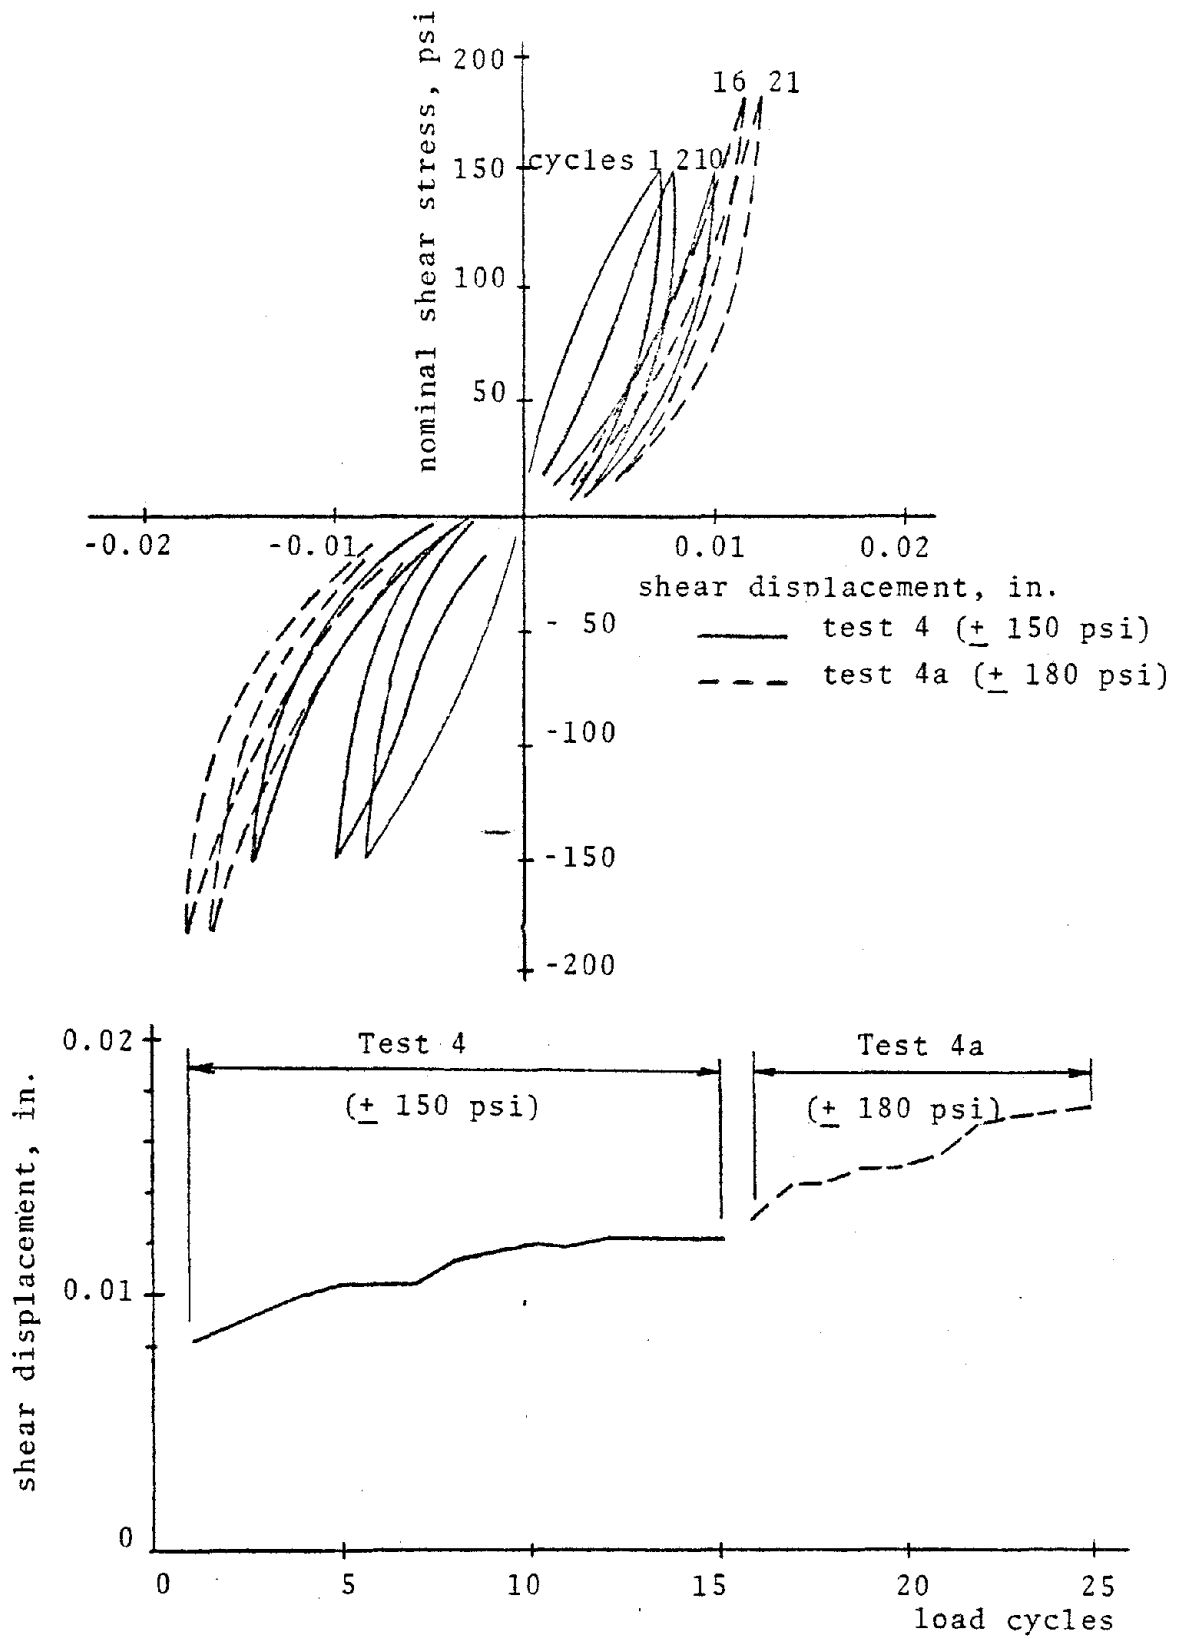 nominal shear stress, psi
200
16 21
150
cycles 1 2 10
100
50
-0.02
-0.01
0.01
0.02
shear displacement, in.
- 50
test 4 (± 150 psi)
test 4a (± 180 psi)
-100
-150
-200
shear displacement, in.
0.02
Test 4
Test 4a
(± 150 psi)
(± 180 psi)
0.01
0
0
5
10
15
20
25
load cycles